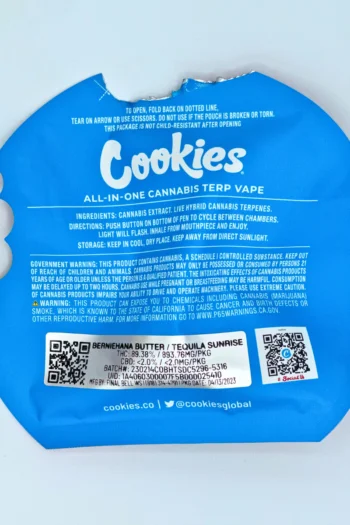 TO OPEN, FOLD BACK ON DOTTED LINE,
TEAR ON ARROW OR USE SCISSORS. DO NOT USE IF THE POUCH IS BROKEN OR TORN.
THIS PACKAGE IS NOT CHILD-RESISTANT AFTER OPENING
Cookies
ALL-IN-ONE CANNABIS TERP VAPE
INGREDIENTS: CANNABIS EXTRACT. LIVE HYBRID CANNABIS TERPENES.
DIRECTIONS: PUSH BUTTON ON BOTTOM OF PEN TO CYCLE BETWEEN CHAMBERS.
LIGHT WILL FLASH. INHALE FROM MOUTHPIECE AND ENJOY.
STORAGE: KEEP IN COOL, DRY PLACE. KEEP AWAY FROM DIRECT SUNLIGHT.
GOVERNMENT WARNING: THIS PRODUCT CONTAINS CANNABIS, A SCHEDULE I CONTROLLED SUBSTANCE. KEEP OUT
OF REACH OF CHILDREN AND ANIMALS. CANNABIS PRODUCTS MAY ONLY BE POSSESSED OR CONSUMED BY PERSONS 21
YEARS OF AGE OR OLDER UNLESS THE PERSON IS A QUALIFIED PATIENT. THE INTOXICATING EFFECTS OF CANNABIS PRODUCTS
MAY BE DELAYED UP TO TWO HOURS. CANNABIS USE WHILE PREGNANT OR BREASTFEEDING MAY BE HARMFUL. CONSUMPTION
OF CANNABIS PRODUCTS IMPAIRS YOUR ABILITY TO DRIVE AND OPERATE MACHINERY. PLEASE USE EXTREME CAUTION.
WARNING: THIS PRODUCT CAN EXPOSE YOU TO CHEMICALS INCLUDING CANNABIS (MARIJUANA)
SMOKE, WHICH IS KNOWN TO THE STATE OF CALIFORNIA TO CAUSE CANCER AND BIRTH DEFECTS OR
OTHER REPRODUCTIVE HARM. FOR MORE INFORMATION GO TO WWW.P65WARNINGS.CA.GOV.
BERNIEHANA BUTTER / TEQUILA SUNRISE
THC: 89.38% / 893.76MG/PKG
CBD: <2.0% / <2.0MG/PKG
BATCH#: 230214COBHTSDC5296-5316
UID: 1A4060300007F5B000025410
PKG DATE: 04/13/2023
cookies.co | @cookiesglobal